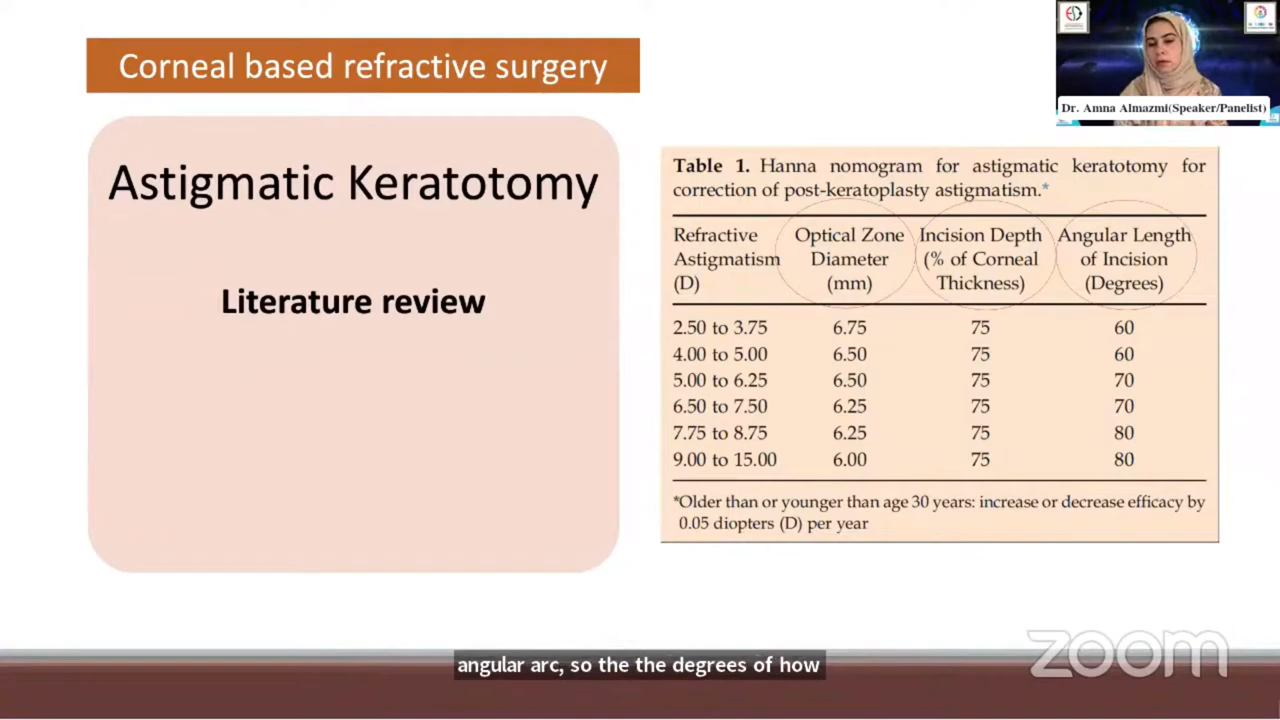 Corneal based refractive surgery
Dr. Amna Almazmi(Speaker/Panelist)
Astigmatic Keratotomy
Literature review
Table 1. Hanna nomogram for astigmatic keratotomy for
correction of post-keratoplasty astigmatism.*
Refractive Optical Zone Incision Depth Angular Length
Astigmatism Diameter (% of Corneal of Incision
(D) (mm) Thickness) (Degrees)
2.50 to 3.75 6.75 75 60
4.00 to 5.00 6.50 75 60
5.00 to 6.25 6.50 75 70
6.50 to 7.50 6.25 75 70
7.75 to 8.75 6.25 75 80
9.00 to 15.00 6.00 75 80
*Older than or younger than age 30 years: increase or decrease efficacy by
0.05 diopters (D) per year
zoom
angular arc, so the the degrees of how